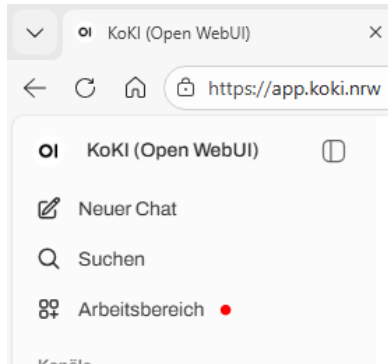 OI KoKI (Open WebUI)
https://app.koki.nrw
OI KoKI (Open WebUI)
Neuer Chat
Suchen
Arbeitsbereich